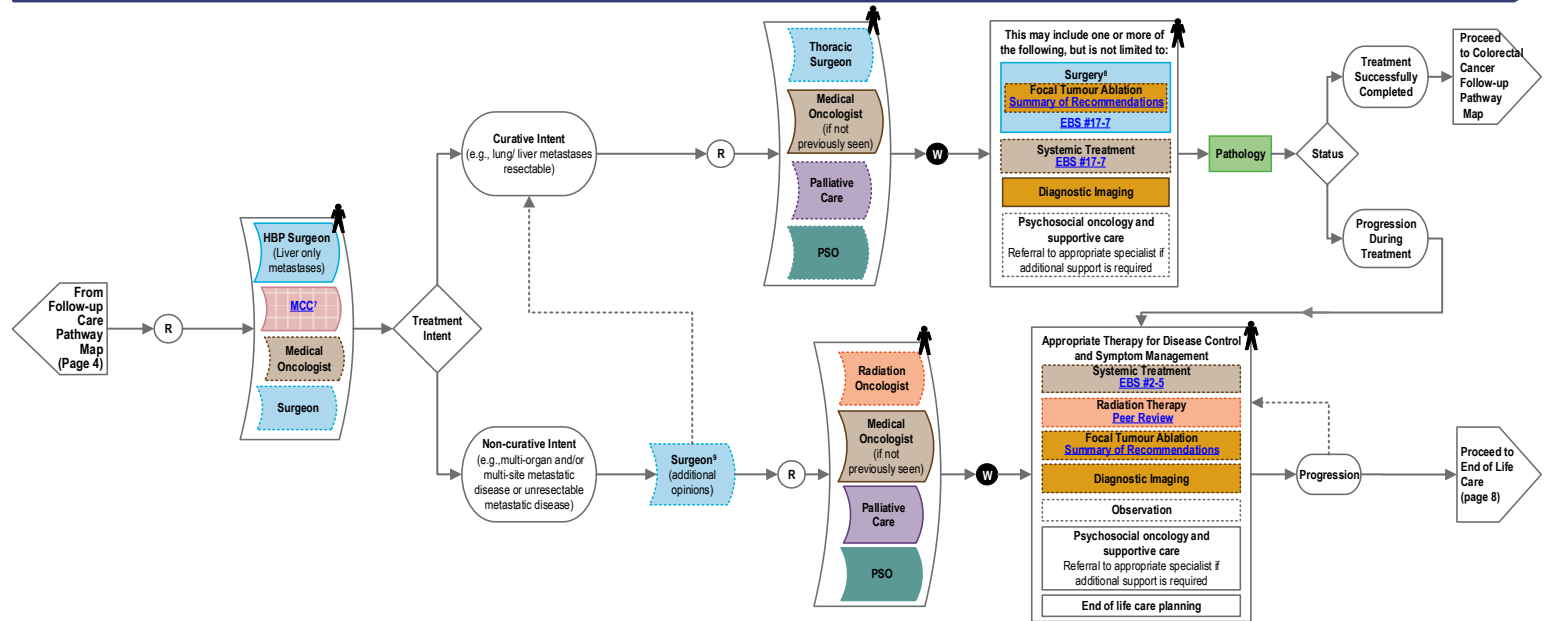 From
Follow-up
Care
Pathway
Map
(Page 4)
R
HBP Surgeon
(Liver only
metastases)
MCC⁷
Medical
Oncologist
Surgeon
Treatment
Intent
Curative Intent
(e.g., lung/ liver metastases
resectable)
R
Thoracic
Surgeon
Medical
Oncologist
(if not
previously seen)
Palliative
Care
PSO
W
This may include one or more of
the following, but is not limited to:
Surgery⁸
Focal Tumour Ablation
Summary of Recommendations
EBS #17-7
Systemic Treatment
EBS #17-7
Diagnostic Imaging
Psychosocial oncology and
supportive care
Referral to appropriate specialist if
additional support is required
Pathology
Status
Treatment
Successfully
Completed
Proceed
to Colorectal
Cancer
Follow-up
Pathway
Map
Progression
During
Treatment
Non-curative Intent
(e.g.,multi-organ and/or
multi-site metastatic
disease or unresectable
metastatic disease)
Surgeon⁹
(additional
opinions)
R
Radiation
Oncologist
Medical
Oncologist
(if not
previously seen)
Palliative
Care
PSO
W
Appropriate Therapy for Disease Control
and Symptom Management
Systemic Treatment
EBS #2-5
Radiation Therapy
Peer Review
Focal Tumour Ablation
Summary of Recommendations
Diagnostic Imaging
Observation
Psychosocial oncology and
supportive care
Referral to appropriate specialist if
additional support is required
End of life care planning
Progression
Proceed to
End of Life
Care
(page 8)